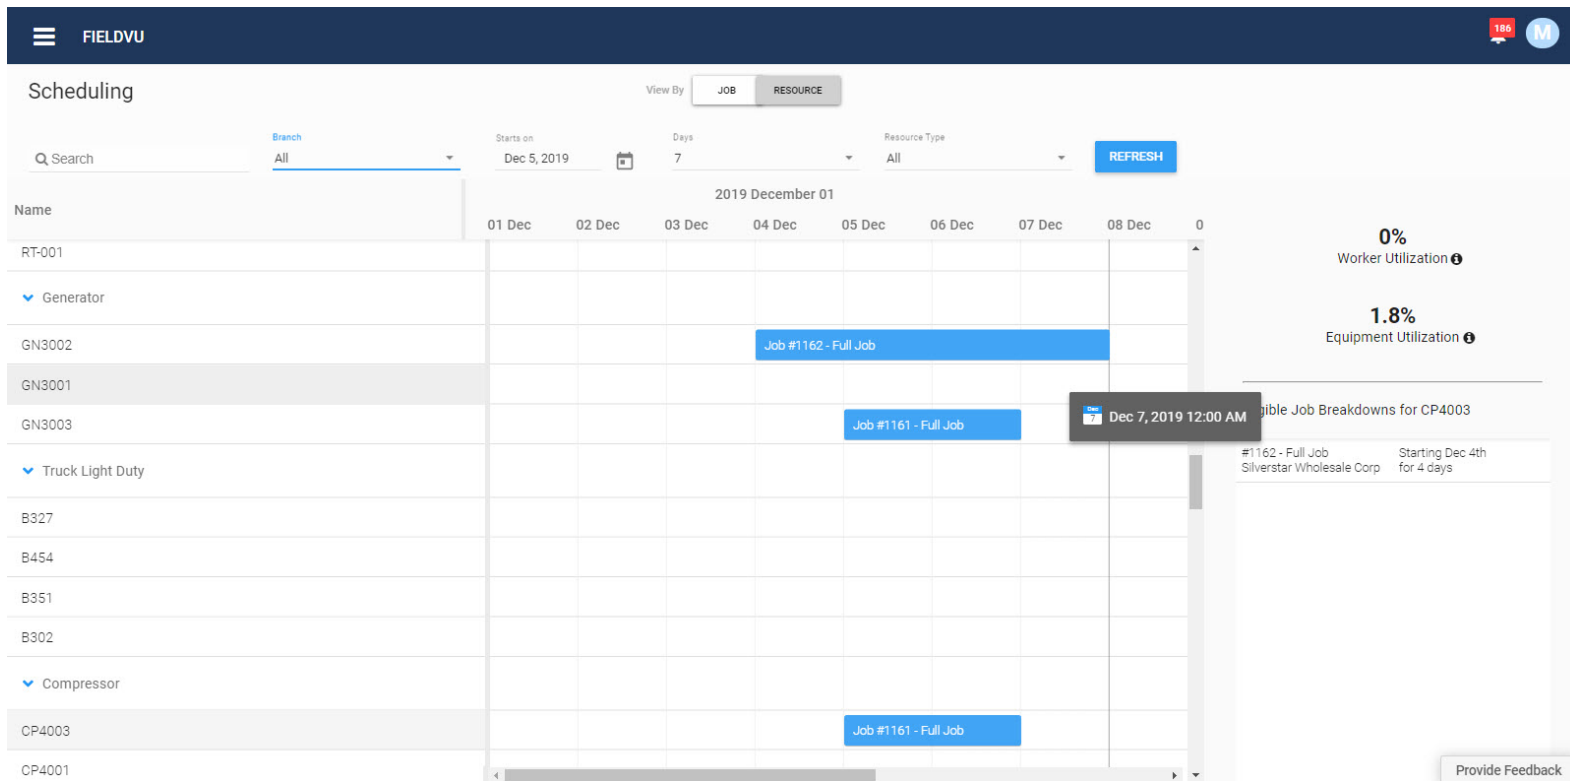 FIELDVU
186
M
Scheduling
View By JOB RESOURCE
Search
Branch
All
Starts on
Dec 5, 2019
Days
7
Resource Type
All
REFRESH
Name
2019 December 01
01 Dec 02 Dec 03 Dec 04 Dec 05 Dec 06 Dec 07 Dec 08 Dec 0
RT-001
Generator
GN3002
Job #1162 - Full Job
GN3001
GN3003
Job #1161 - Full Job
Dec 7
Dec 7, 2019 12:00 AM
Truck Light Duty
B327
B454
B351
B302
Compressor
CP4003
Job #1161 - Full Job
CP4001
0%
Worker Utilization
1.8%
Equipment Utilization
gible Job Breakdowns for CP4003
#1162 - Full Job Starting Dec 4th
Silverstar Wholesale Corp for 4 days
Provide Feedback